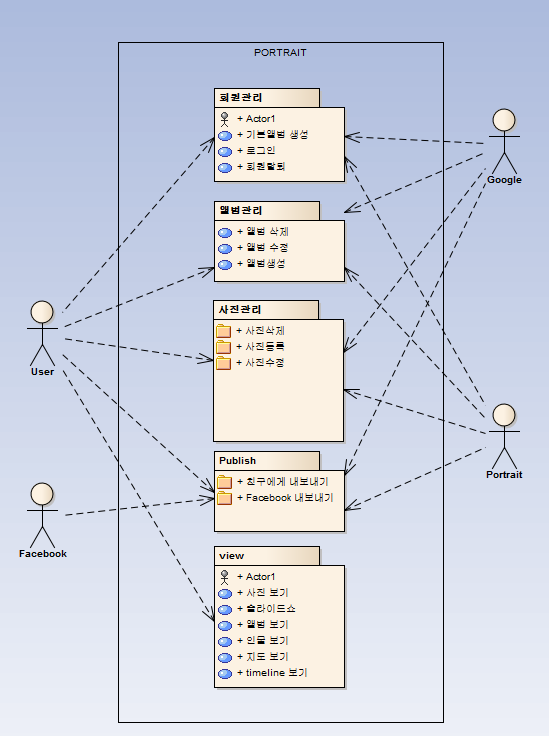 PORTRAIT
회원관리
+ Actor1
+ 기본앨범 생성
+ 로그인
+ 회원탈퇴
Google
앨범관리
+ 앨범 삭제
+ 앨범 수정
+ 앨범생성
사진관리
+ 사진삭제
+ 사진등록
+ 사진수정
User
Publish
+ 친구에게 내보내기
+ Facebook 내보내기
Portrait
Facebook
view
+ Actor1
+ 사진 보기
+ 슬라이드쇼
+ 앨범 보기
+ 인물 보기
+ 지도 보기
+ timeline 보기